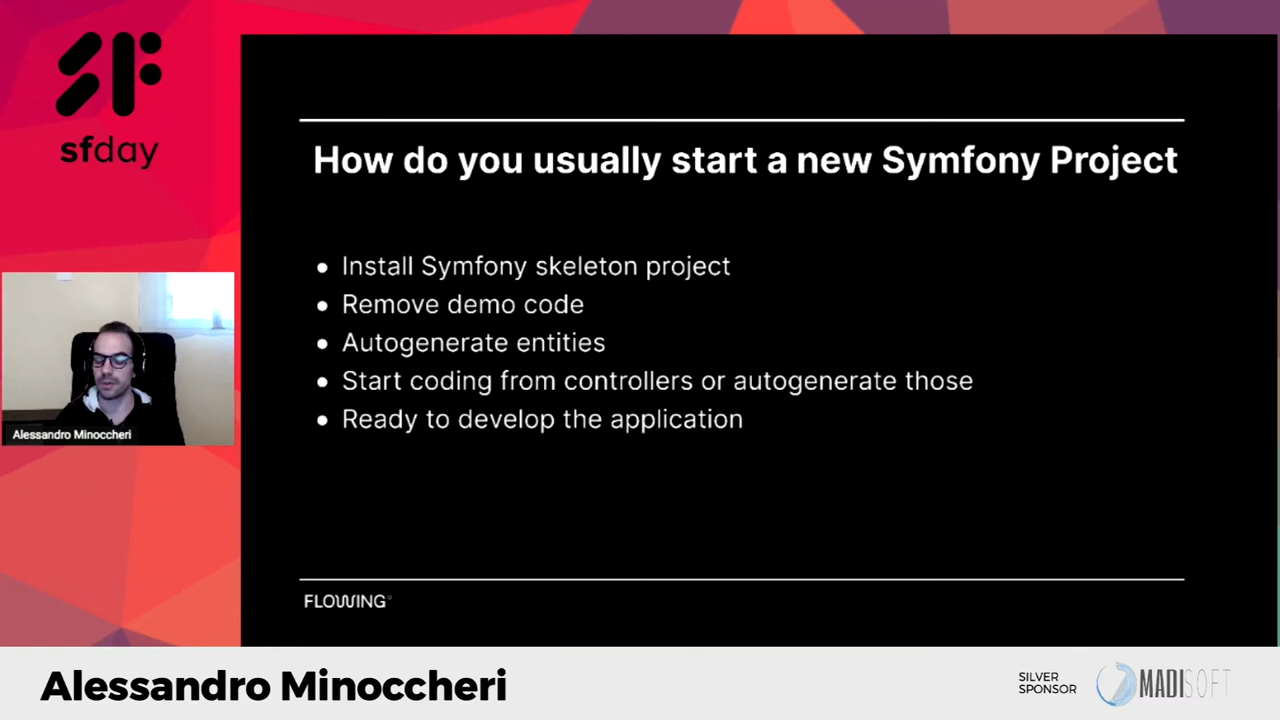 sfday
How do you usually start a new Symfony Project
Install Symfony skeleton project
Remove demo code
Autogenerate entities
Start coding from controllers or autogenerate those
Ready to develop the application
Alessandro Minoccheri
FLOWING
Alessandro Minoccheri
SILVER
SPONSOR
MADISOFT